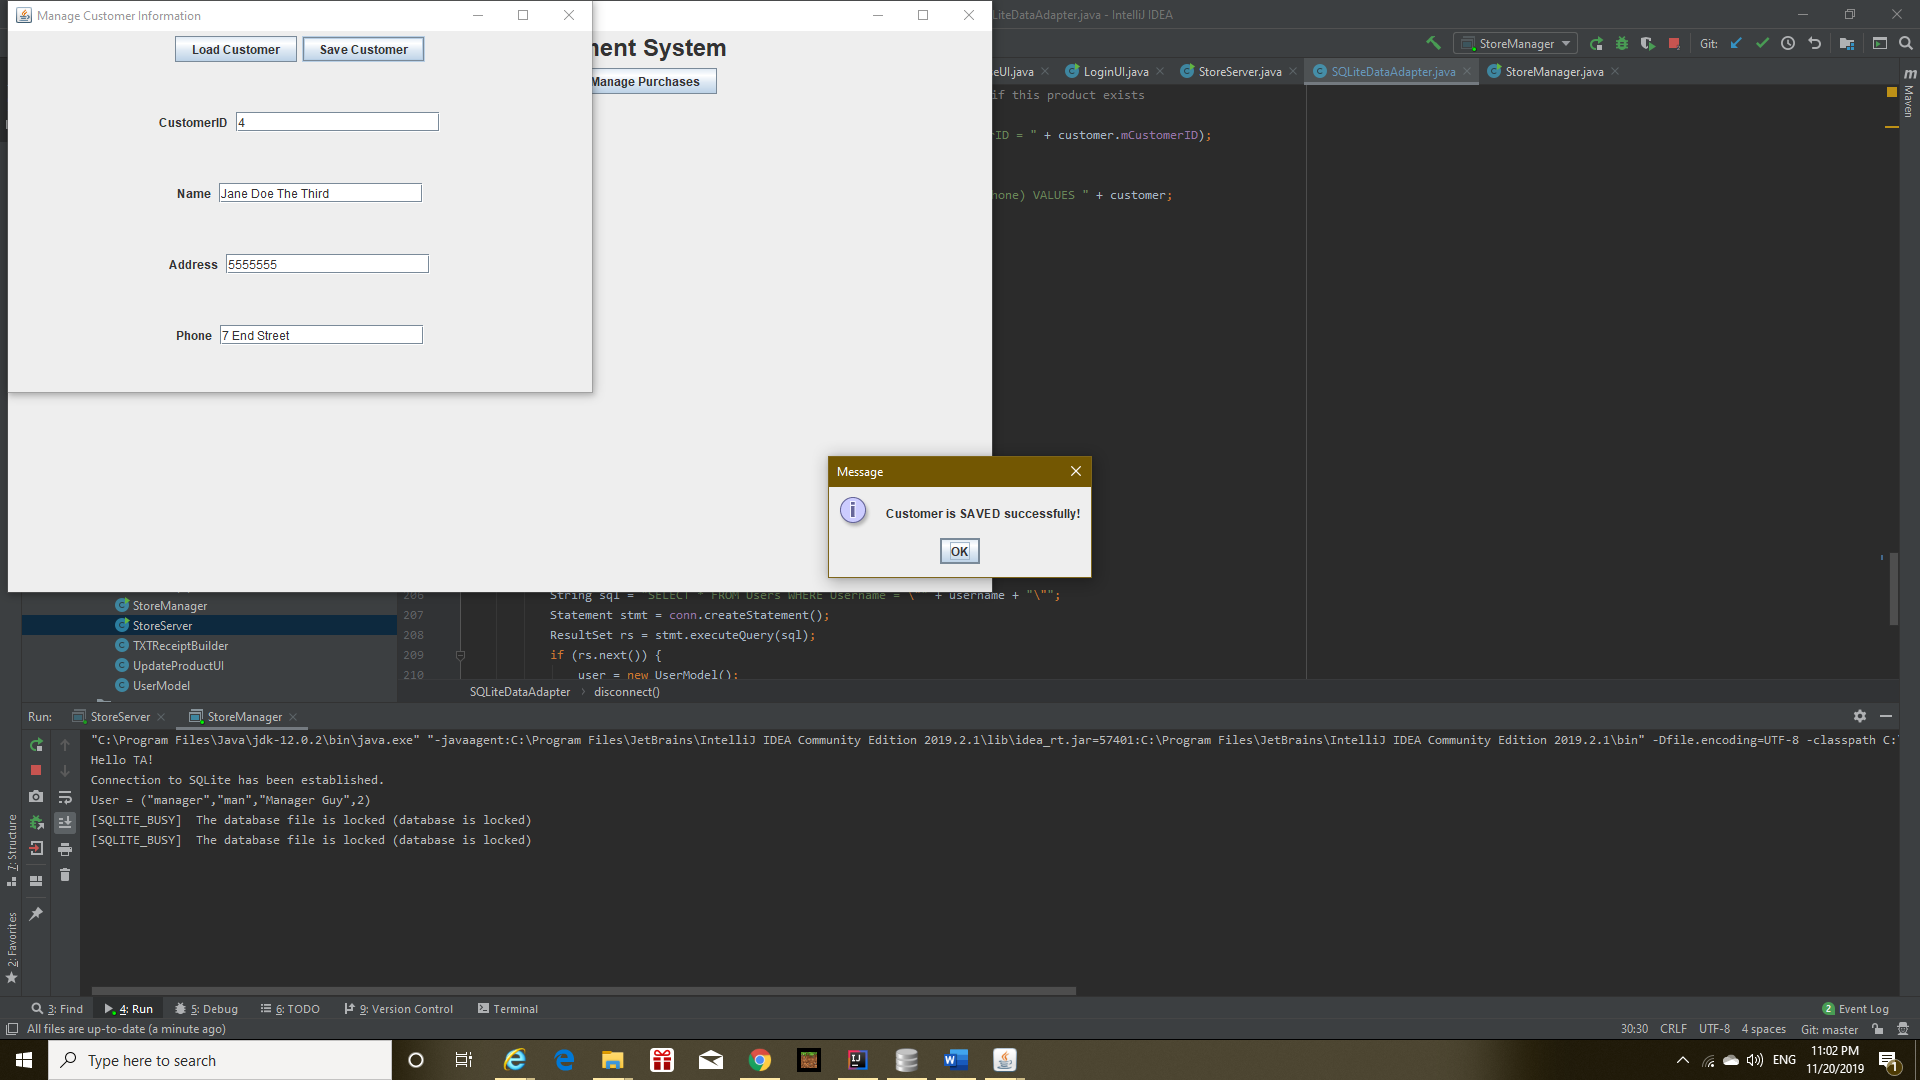 Manage Customer Information
Load Customer Save Customer
CustomerID 4
Name Jane Doe The Third
Address 5555555
Phone 7 End Street
ment System
Manage Purchases
Message
Customer is SAVED successfully!
OK
LiteDataAdapter.java - IntelliJ IDEA
StoreManager Git:
eUI.java LoginUI.java StoreServer.java SQLiteDataAdapter.java StoreManager.java
Maven
if this product exists
rID = " + customer.mCustomerID);
hone) VALUES " + customer;
StoreManager
StoreServer
TXTReceiptBuilder
UpdateProductUI
UserModel
206 String sql = "SELECT * FROM Users WHERE Username = \"" + username + "\"";
207 Statement stmt = conn.createStatement();
208 ResultSet rs = stmt.executeQuery(sql);
209 if (rs.next()) {
210 user = new UserModel();
SQLiteDataAdapter › disconnect()
Run: StoreServer StoreManager
"C:\Program Files\Java\jdk-12.0.2\bin\java.exe" "-javaagent:C:\Program Files\JetBrains\IntelliJ IDEA Community Edition 2019.2.1\lib\idea_rt.jar=57401:C:\Program Files\JetBrains\IntelliJ IDEA Community Edition 2019.2.1\bin" -Dfile.encoding=UTF-8 -classpath C:
Hello TA!
Connection to SQLite has been established.
User = ("manager","man","Manager Guy",2)
[SQLITE_BUSY]  The database file is locked (database is locked)
[SQLITE_BUSY]  The database file is locked (database is locked)
7: Structure
2: Favorites
3: Find 4: Run 5: Debug 6: TODO 9: Version Control Terminal 2 Event Log
All files are up-to-date (a minute ago) 30:30 CRLF UTF-8 4 spaces Git: master
Type here to search ENG 11:02 PM
11/20/2019 1